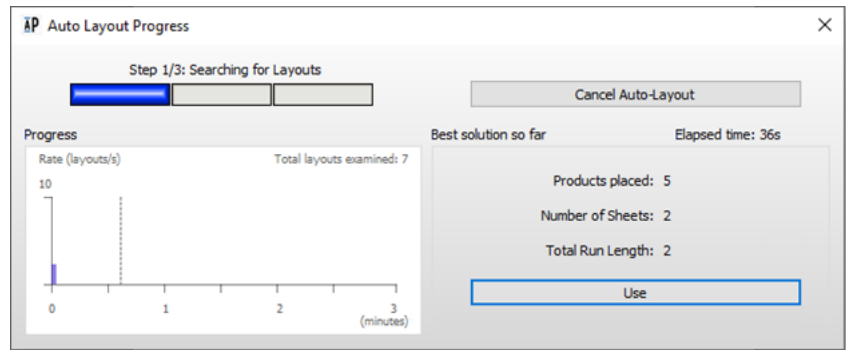 AP Auto Layout Progress
Step 1/3: Searching for Layouts
Cancel Auto-Layout
Progress
Best solution so far Elapsed time: 36s
Rate (layouts/s) Total layouts examined: 7
10
0 1 2 3
(minutes)
Products placed: 5
Number of Sheets: 2
Total Run Length: 2
Use